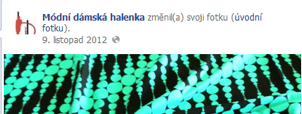 Módní dámská halenka změnil(a) svoji fotku (úvodní
fotku).
9. listopad 2012